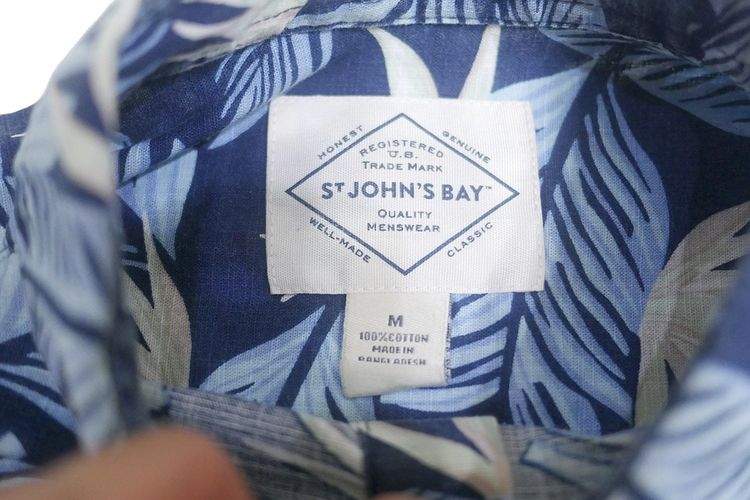 HONEST
GENUINE
REGISTERED
U.B.
TRADE MARK
ST JOHN'S BAY™
QUALITY
MENSWEAR
WELL-MADE
CLASSIC
M
100% COTTON
MADE IN
BANGLADESH